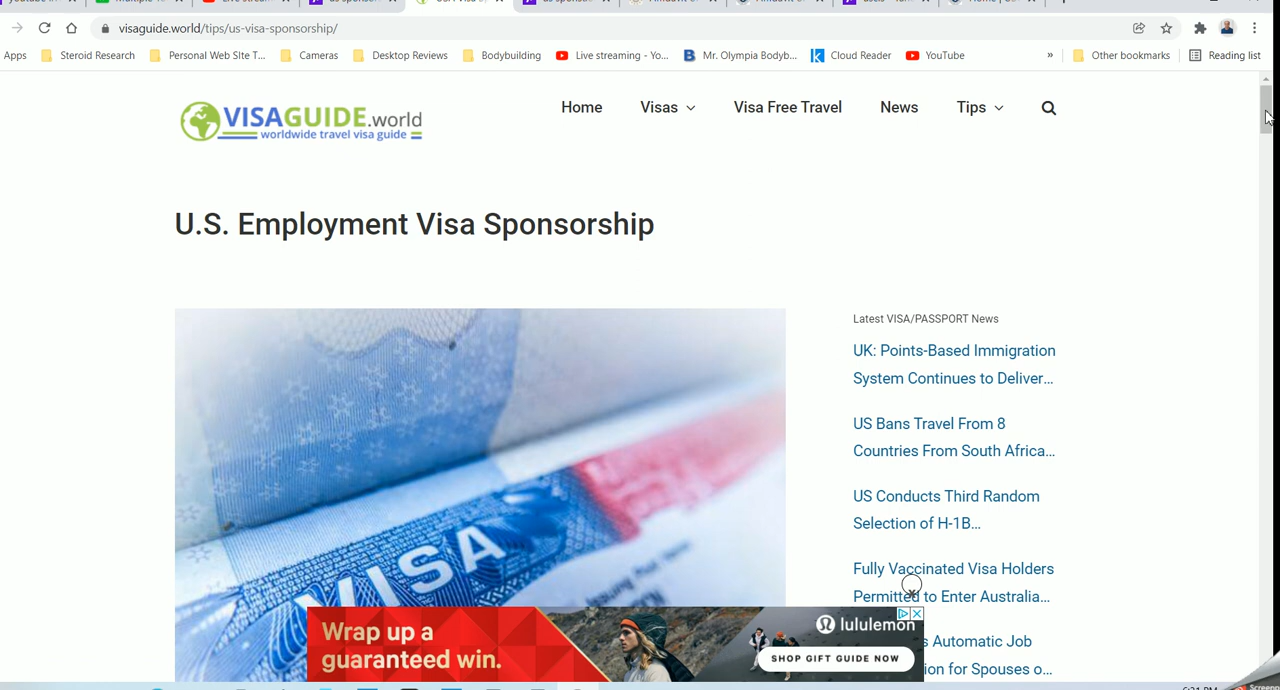 visaguide.world/tips/us-visa-sponsorship/
Apps Steroid Research Personal Web Site T... Cameras Desktop Reviews Bodybuilding Live streaming - Yo... Mr. Olympia Bodyb... Cloud Reader YouTube » Other bookmarks Reading list
VISAGUIDE.world
worldwide travel visa guide
Home Visas Visa Free Travel News Tips
U.S. Employment Visa Sponsorship
Latest VISA/PASSPORT News
UK: Points-Based Immigration
System Continues to Deliver...
US Bans Travel From 8
Countries From South Africa...
US Conducts Third Random
Selection of H-1B...
Fully Vaccinated Visa Holders
Permitted to Enter Australia...
s Automatic Job
ion for Spouses o...
VISA
Wrap up a
guaranteed win.
lululemon
SHOP GIFT GUIDE NOW